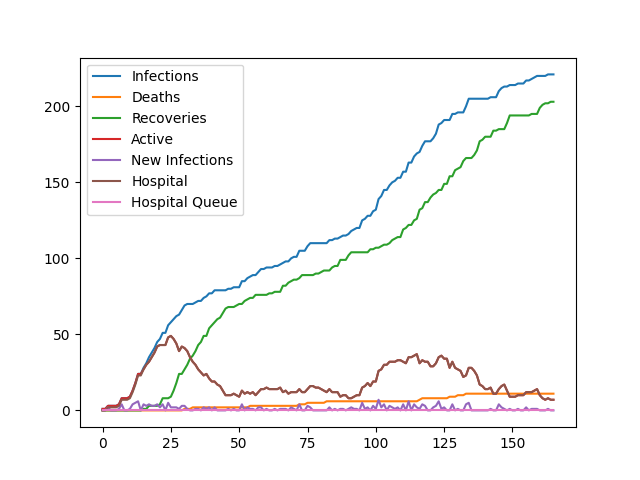 Infections
Deaths
Recoveries
Active
New Infections
Hospital
Hospital Queue
200
150
100
50
0
0 25 50 75 100 125 150